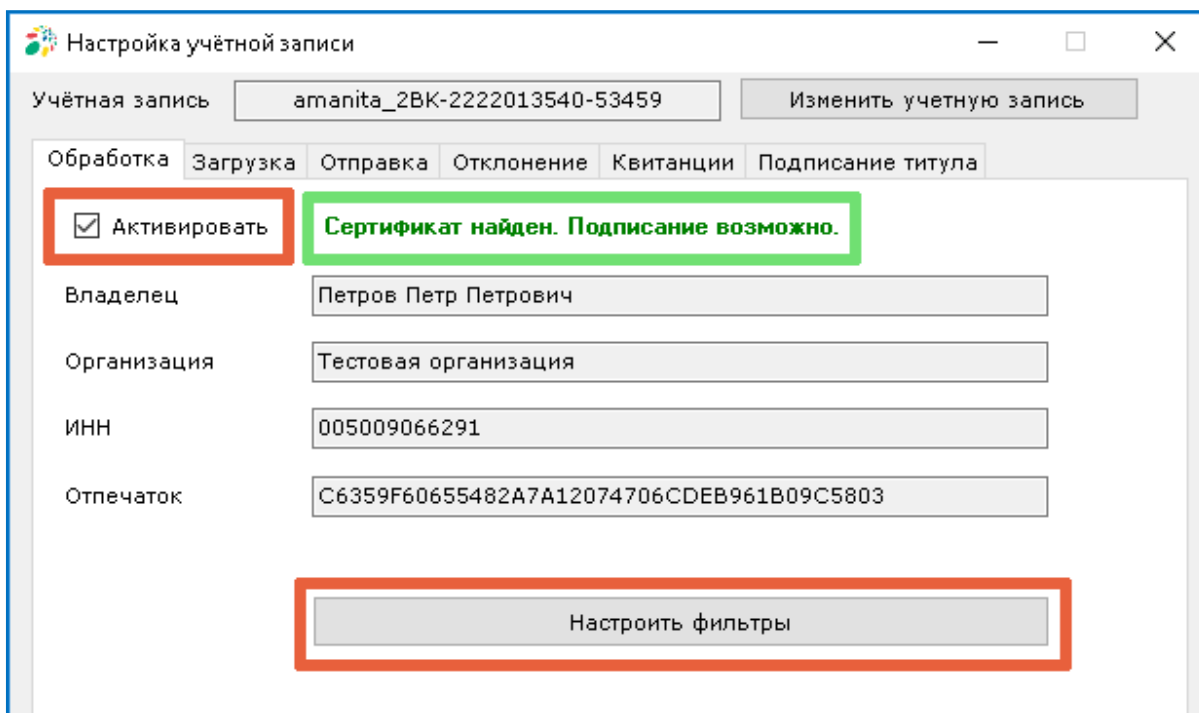 Настройка учётной записи
Учётная запись amanita_2BK-2222013540-53459 Изменить учетную запись
Обработка Загрузка Отправка Отклонение Квитанции Подписание титула
Активировать Сертификат найден. Подписание возможно.
Владелец Петров Петр Петрович
Организация Тестовая организация
ИНН 005009066291
Отпечаток C6359F60655482A7A12074706CDEB961B09C5803
Настроить фильтры